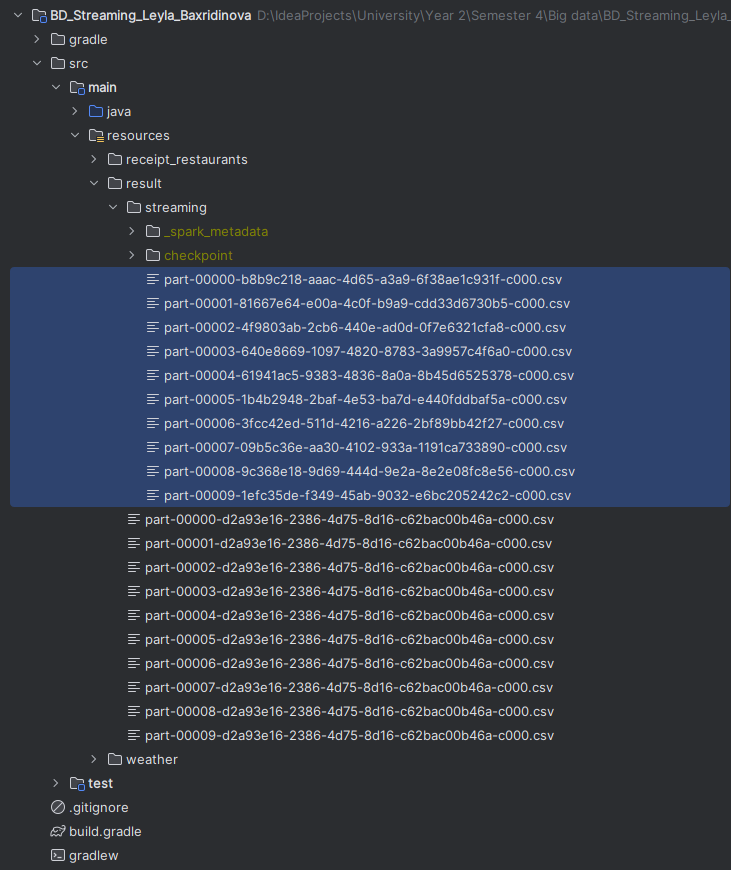 BD_Streaming_Leyla_Baxridinova D:\IdeaProjects\University\Year 2\Semester 4\Big data\BD_Streaming_Leyla_
gradle
src
main
java
resources
receipt_restaurants
result
streaming
_spark_metadata
checkpoint
part-00000-b8b9c218-aaac-4d65-a3a9-6f38ae1c931f-c000.csv
part-00001-81667e64-e00a-4c0f-b9a9-cdd33d6730b5-c000.csv
part-00002-4f9803ab-2cb6-440e-ad0d-0f7e6321cfa8-c000.csv
part-00003-640e8669-1097-4820-8783-3a9957c4f6a0-c000.csv
part-00004-61941ac5-9383-4836-8a0a-8b45d6525378-c000.csv
part-00005-1b4b2948-2baf-4e53-ba7d-e440fddbaf5a-c000.csv
part-00006-3fcc42ed-511d-4216-a226-2bf89bb42f27-c000.csv
part-00007-09b5c36e-aa30-4102-933a-1191ca733890-c000.csv
part-00008-9c368e18-9d69-444d-9e2a-8e2e08fc8e56-c000.csv
part-00009-1efc35de-f349-45ab-9032-e6bc205242c2-c000.csv
part-00000-d2a93e16-2386-4d75-8d16-c62bac00b46a-c000.csv
part-00001-d2a93e16-2386-4d75-8d16-c62bac00b46a-c000.csv
part-00002-d2a93e16-2386-4d75-8d16-c62bac00b46a-c000.csv
part-00003-d2a93e16-2386-4d75-8d16-c62bac00b46a-c000.csv
part-00004-d2a93e16-2386-4d75-8d16-c62bac00b46a-c000.csv
part-00005-d2a93e16-2386-4d75-8d16-c62bac00b46a-c000.csv
part-00006-d2a93e16-2386-4d75-8d16-c62bac00b46a-c000.csv
part-00007-d2a93e16-2386-4d75-8d16-c62bac00b46a-c000.csv
part-00008-d2a93e16-2386-4d75-8d16-c62bac00b46a-c000.csv
part-00009-d2a93e16-2386-4d75-8d16-c62bac00b46a-c000.csv
weather
test
.gitignore
build.gradle
gradlew